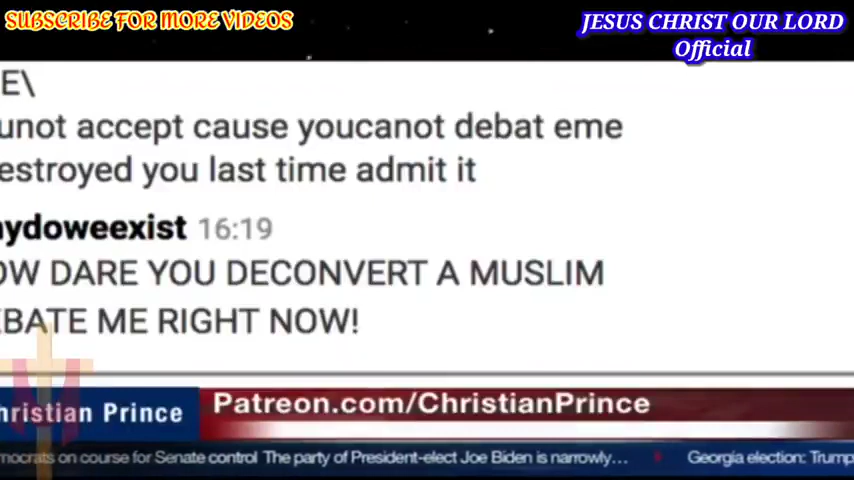 SUBSCRIBE FOR MORE VIDEOS
JESUS CHRIST OUR LORD
Official
E\
unot accept cause youcanot debat eme
estroyed you last time admit it
ydoweexist 16:19
OW DARE YOU DECONVERT A MUSLIM
EBATE ME RIGHT NOW!
hristian Prince
Patreon.com/ChristianPrince
mocrats on course for Senate control The party of President-elect Joe Biden is narrowly... Georgia election: Trump